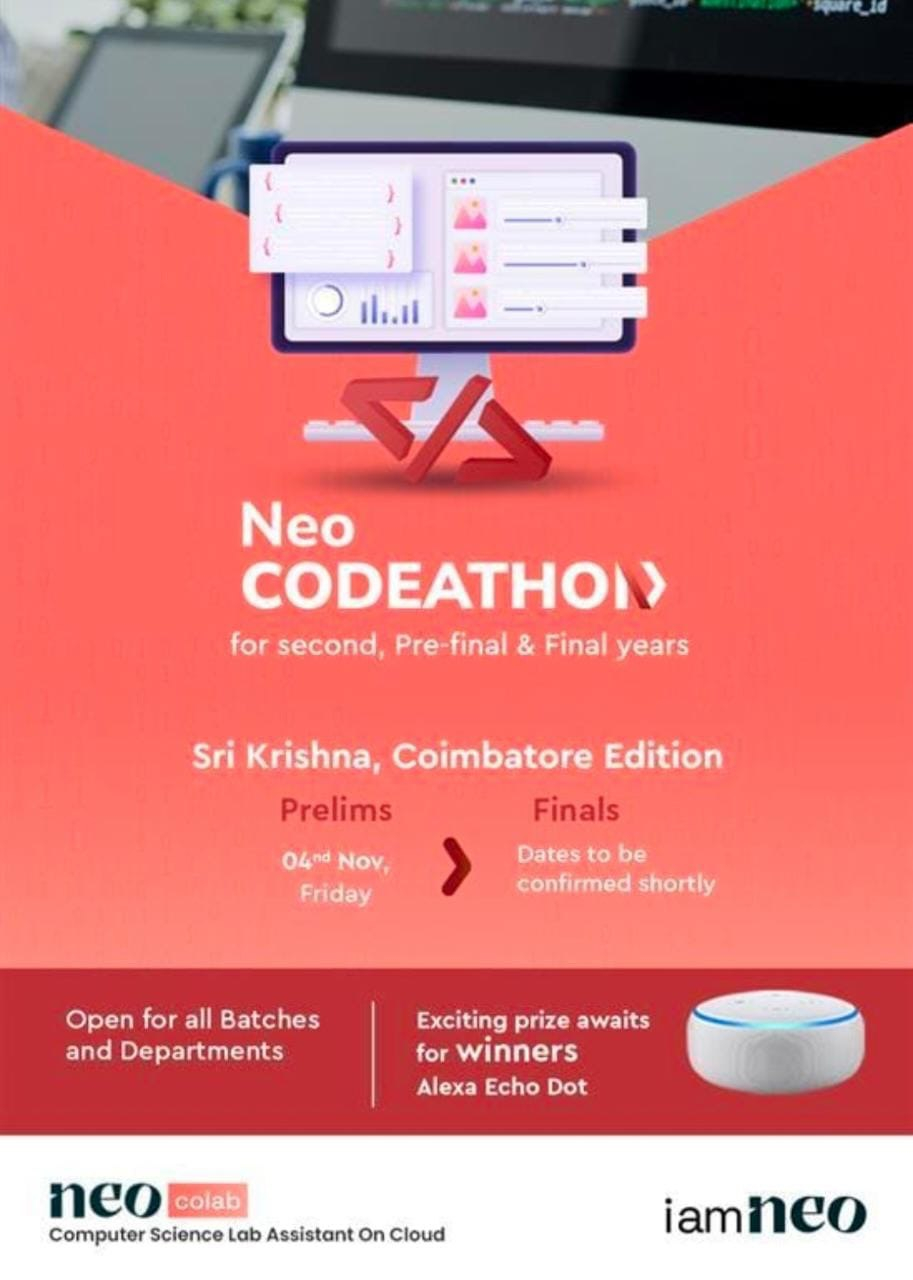 square_id
Neo
CODEATHON
for second, Pre-final & Final years
Sri Krishna, Coimbatore Edition
Prelims
04nd Nov,
Friday
Finals
Dates to be
confirmed shortly
Open for all Batches
and Departments
Exciting prize awaits
for winners
Alexa Echo Dot
neo colab
Computer Science Lab Assistant On Cloud
iamneo